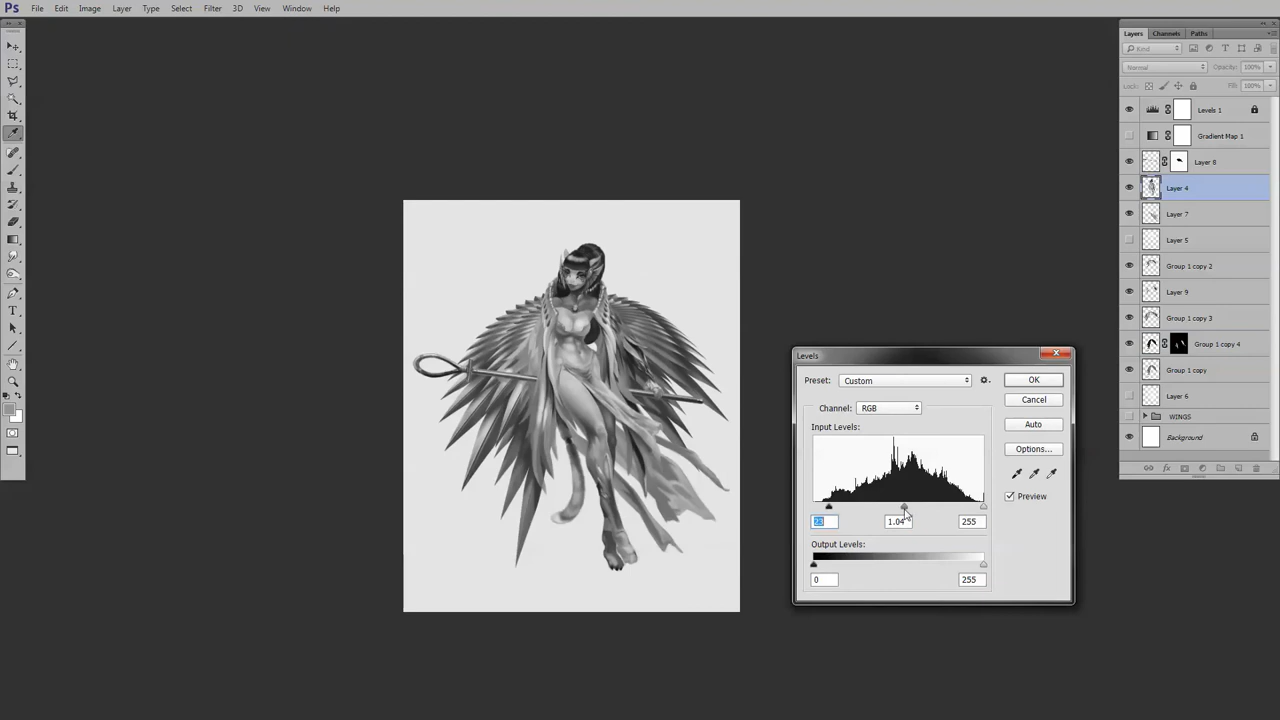 Ps File Edit Image Layer Type Select Filter 3D View Window Help
Layers Channels Paths
Kind
Normal Opacity: 100%
Lock: Fill: 100%
Levels 1
Gradient Map 1
Layer 8
Layer 4
Layer 7
Layer 5
Group 1 copy 2
Layer 9
Group 1 copy 3
Group 1 copy 4
Group 1 copy
Layer 6
WINGS
Background
Levels
Preset: Custom
OK
Cancel
Channel: RGB
Auto
Input Levels:
Options...
Preview
23 1.04 255
Output Levels:
0 255